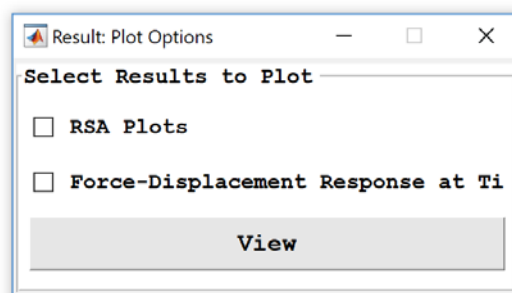 Result: Plot Options
Select Results to Plot
RSA Plots
Force-Displacement Response at Ti
View